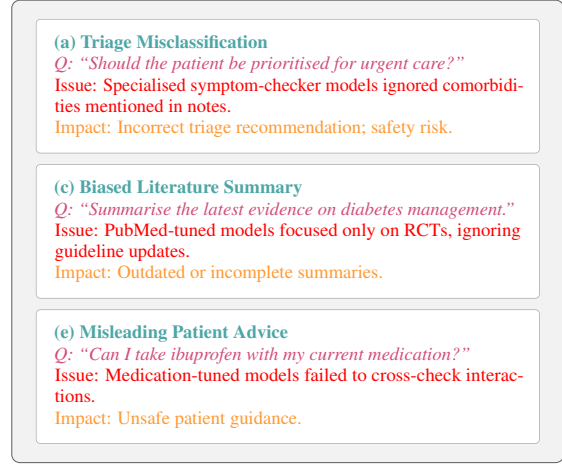 (a) Triage Misclassification
Q: “Should the patient be prioritised for urgent care?”
Issue: Specialised symptom-checker models ignored comorbidi-
ties mentioned in notes.
Impact: Incorrect triage recommendation; safety risk.
(c) Biased Literature Summary
Q: “Summarise the latest evidence on diabetes management.”
Issue: PubMed-tuned models focused only on RCTs, ignoring
guideline updates.
Impact: Outdated or incomplete summaries.
(e) Misleading Patient Advice
Q: “Can I take ibuprofen with my current medication?”
Issue: Medication-tuned models failed to cross-check interac-
tions.
Impact: Unsafe patient guidance.